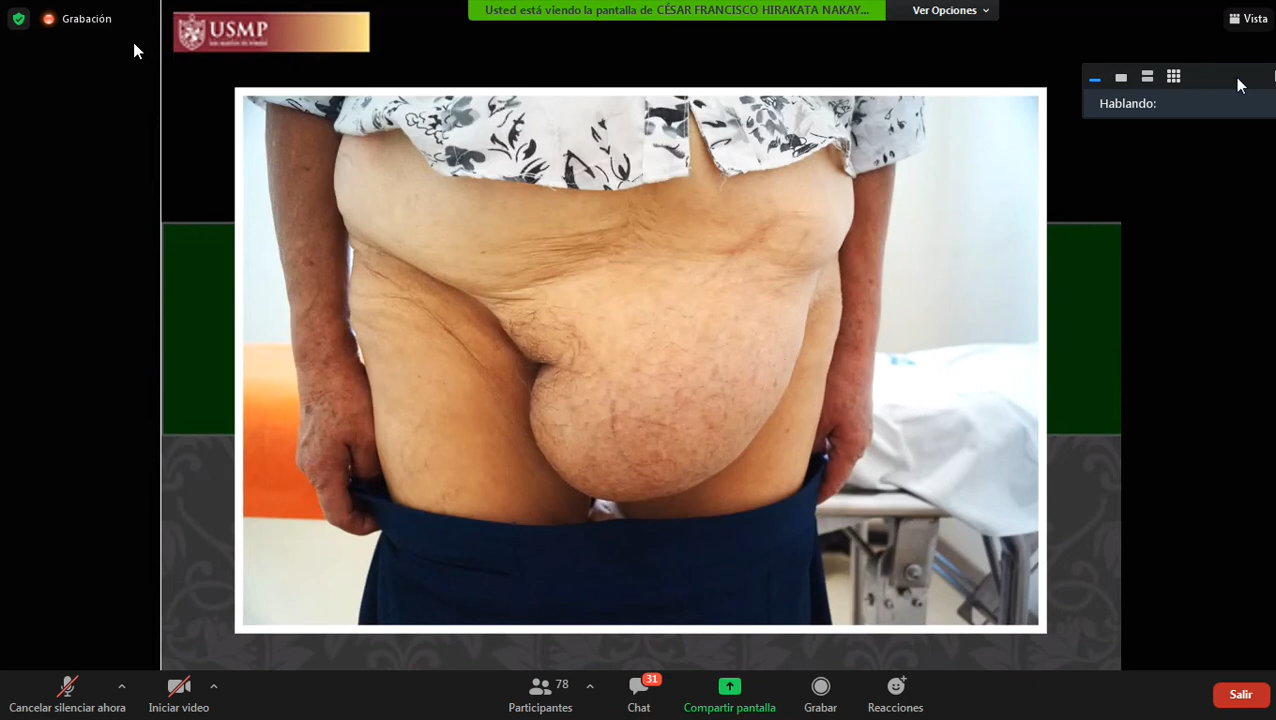 Grabación
Usted está viendo la pantalla de CÉSAR FRANCISCO HIRAKATA NAKAY...
Ver Opciones
Vista
USMP
Hablando:
Cancelar silenciar ahora
Iniciar video
78
Participantes
31
Chat
Compartir pantalla
Grabar
Reacciones
Salir